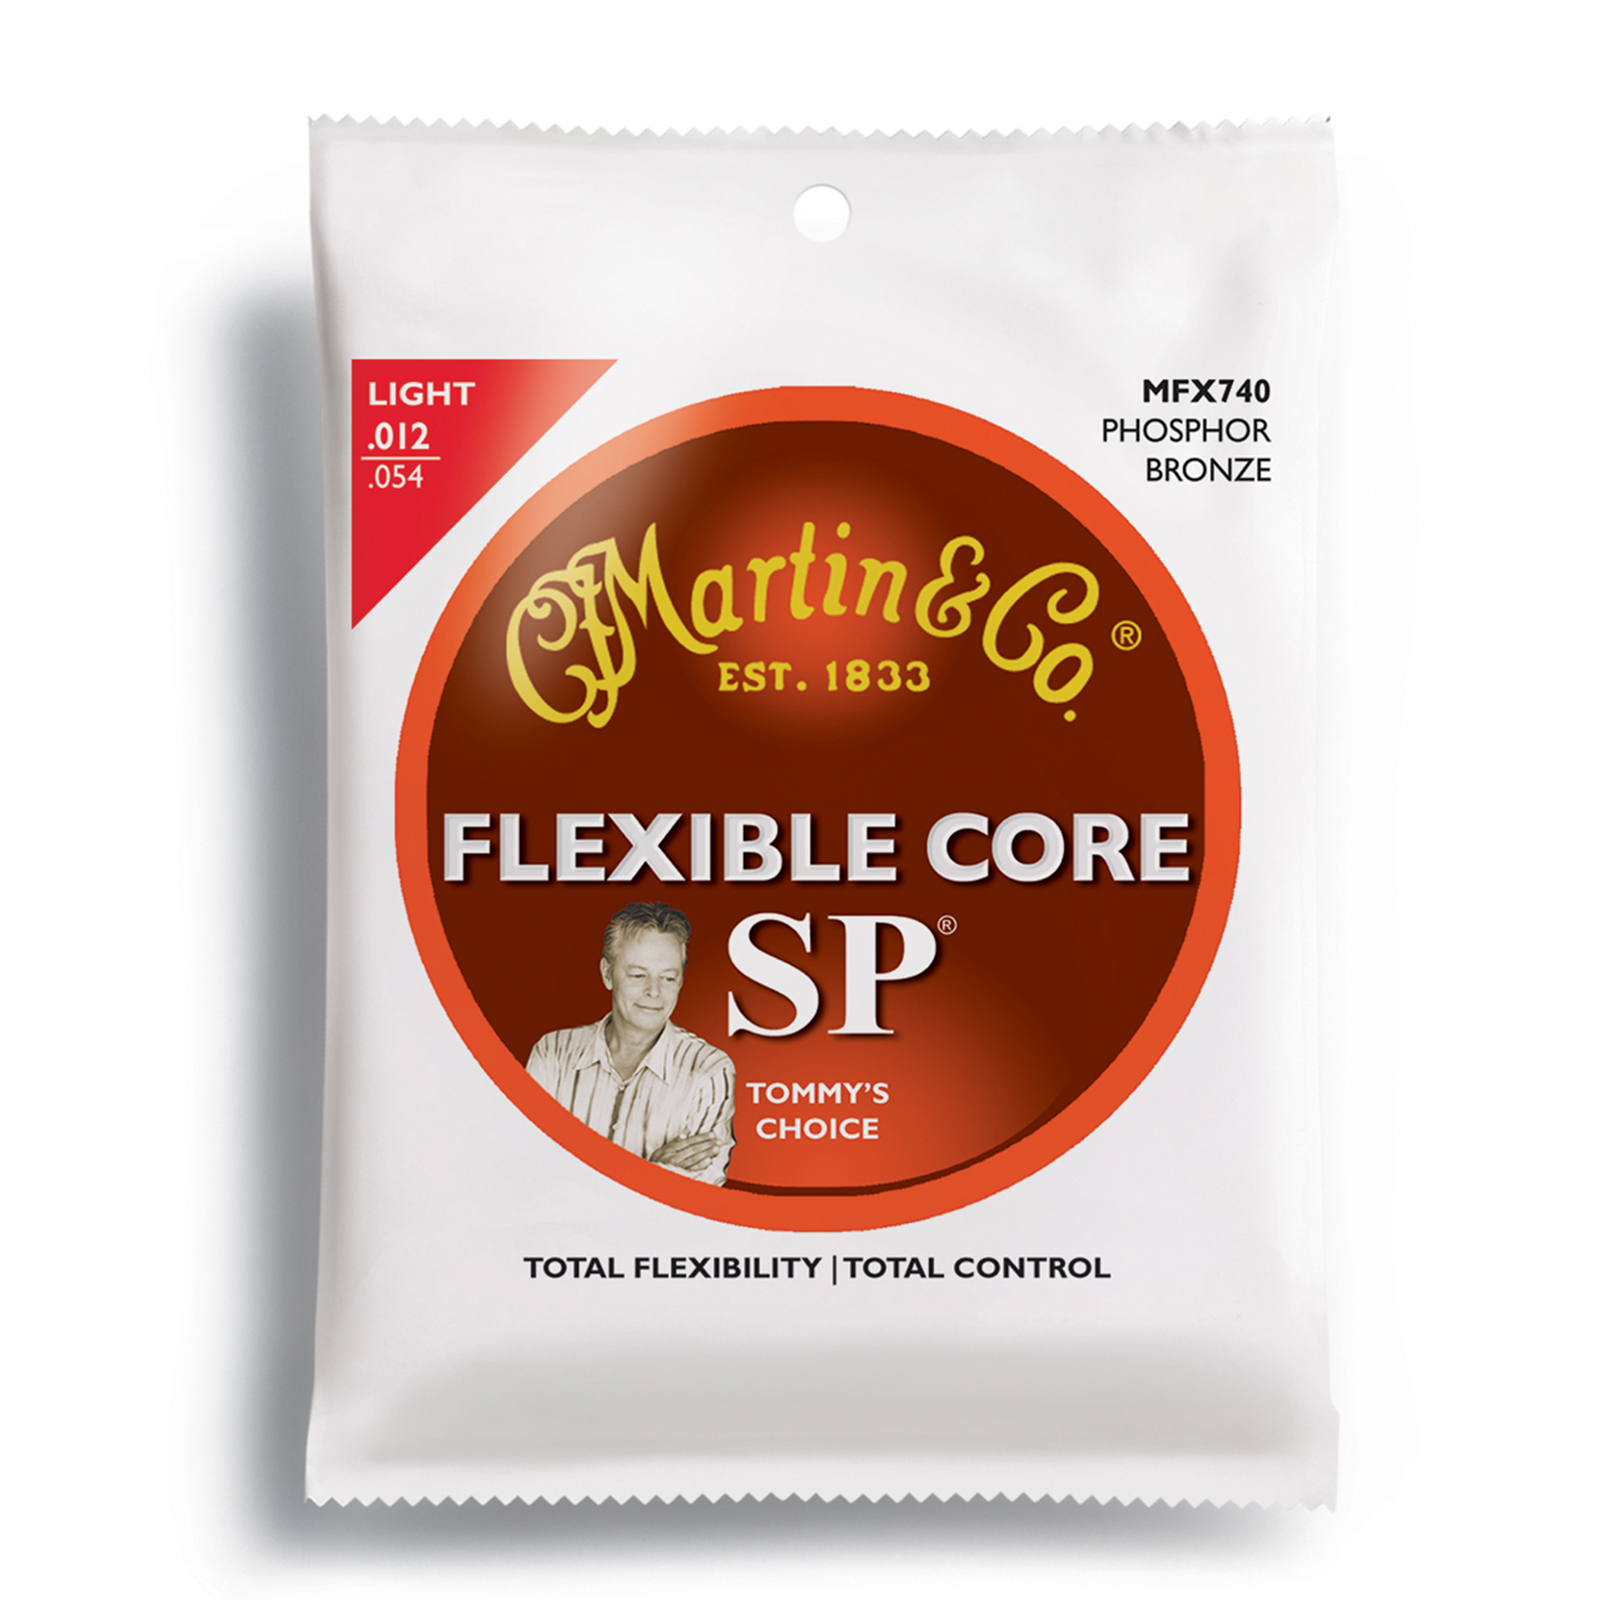 LIGHT
.012
.054
MFX740
PHOSPHOR
BRONZE
CF Martin & Co.®
EST. 1833
FLEXIBLE CORE
SP®
TOMMY'S
CHOICE
TOTAL FLEXIBILITY | TOTAL CONTROL